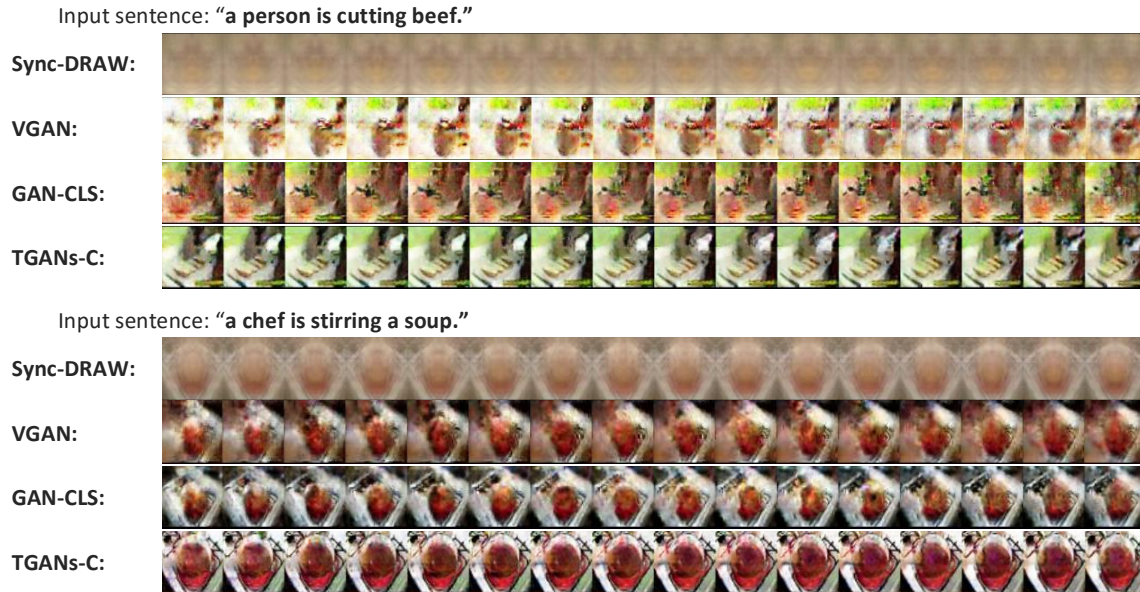 Input sentence: “a person is cutting beef.”
Sync-DRAW:
VGAN:
GAN-CLS:
TGANs-C:
Input sentence: “a chef is stirring a soup.”
Sync-DRAW:
VGAN:
GAN-CLS:
TGANs-C: